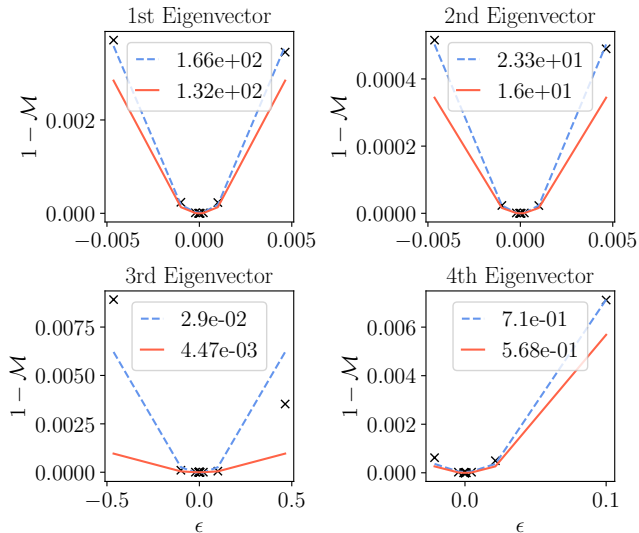 1st Eigenvector
1.66e+02
1.32e+02
1 − ℳ
0.002
0.000
−0.005
0.000
0.005
2nd Eigenvector
2.33e+01
1.6e+01
1 − ℳ
0.0004
0.0002
0.0000
−0.005
0.000
0.005
3rd Eigenvector
2.9e-02
4.47e-03
1 − ℳ
0.0075
0.0050
0.0025
0.0000
−0.5
0.0
0.5
ϵ
4th Eigenvector
7.1e-01
5.68e-01
1 − ℳ
0.006
0.004
0.002
0.000
0.0
0.1
ϵ